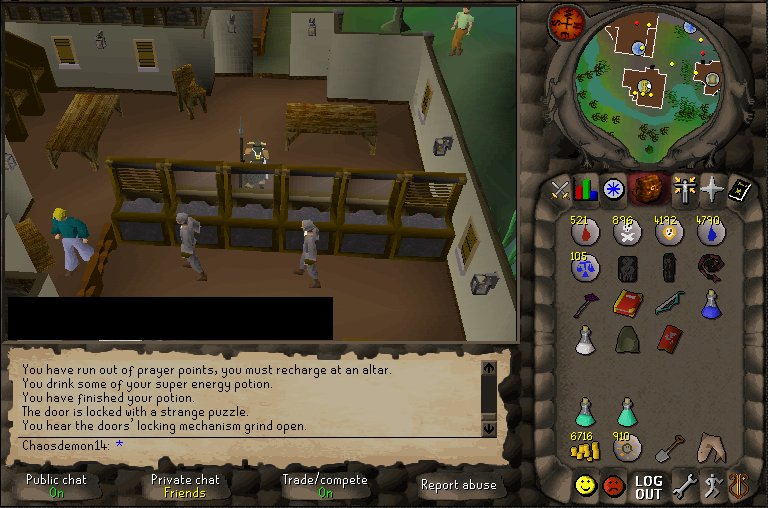 521 896 4192 4790
105
6716 910
You have run out of prayer points, you must recharge at an altar.
You drink some of your super energy potion.
You have finished your potion.
The door is locked with a strange puzzle.
You hear the doors' locking mechanism grind open.
Chaosdemon14: *
Public chat
On
Private chat
Friends
Trade/compete
On
Report abuse
LOG
OUT